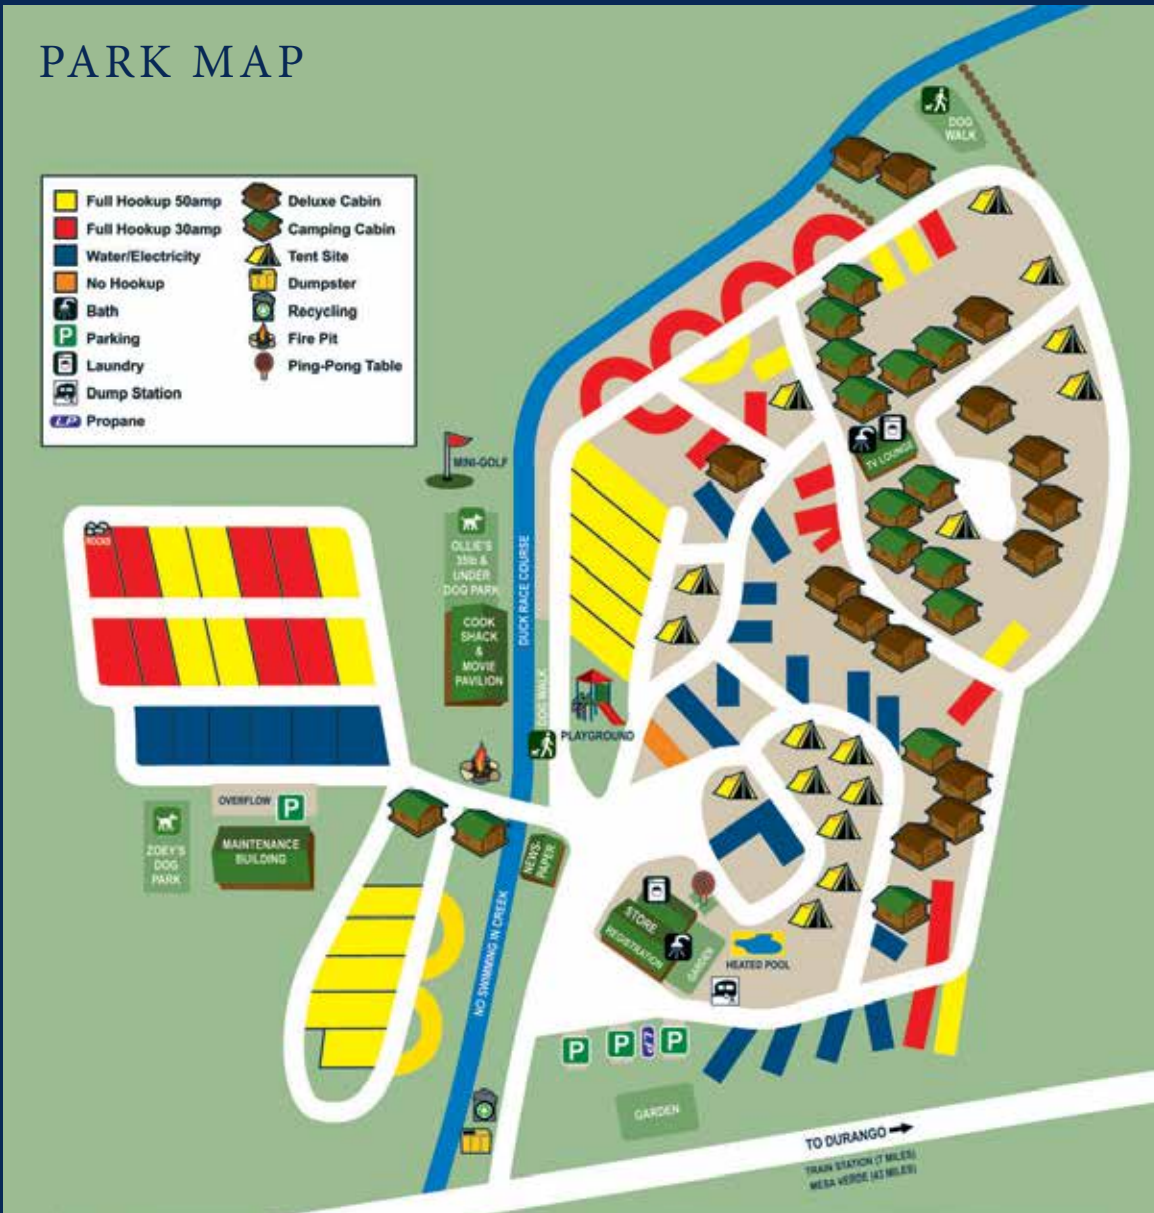 PARK MAP
Full Hookup 50amp
Full Hookup 30amp
Water/Electricity
No Hookup
Bath
P
Parking
Laundry
Dump Station
LP
Propane
Deluxe Cabin
Camping Cabin
Tent Site
Dumpster
Recycling
Fire Pit
Ping-Pong Table
DOG
WALK
TV LOUNGE
MINI-GOLF
ROCKS
OLLIE'S
35lb &
UNDER
DOG PARK
DUCK RACE COURSE
COOK
SHACK
&
MOVIE
PAVILION
DOG WALK
PLAYGROUND
OVERFLOW
P
MAINTENANCE
BUILDING
ZOEY'S
DOG
PARK
NEWS-
PAPER
NO SWIMMING IN CREEK
STORE
REGISTRATION
GARDEN
HEATED POOL
P
P
LP
P
GARDEN
TO DURANGO
TRAIN STATION (7 MILES)
MESA VERDE (42 MILES)